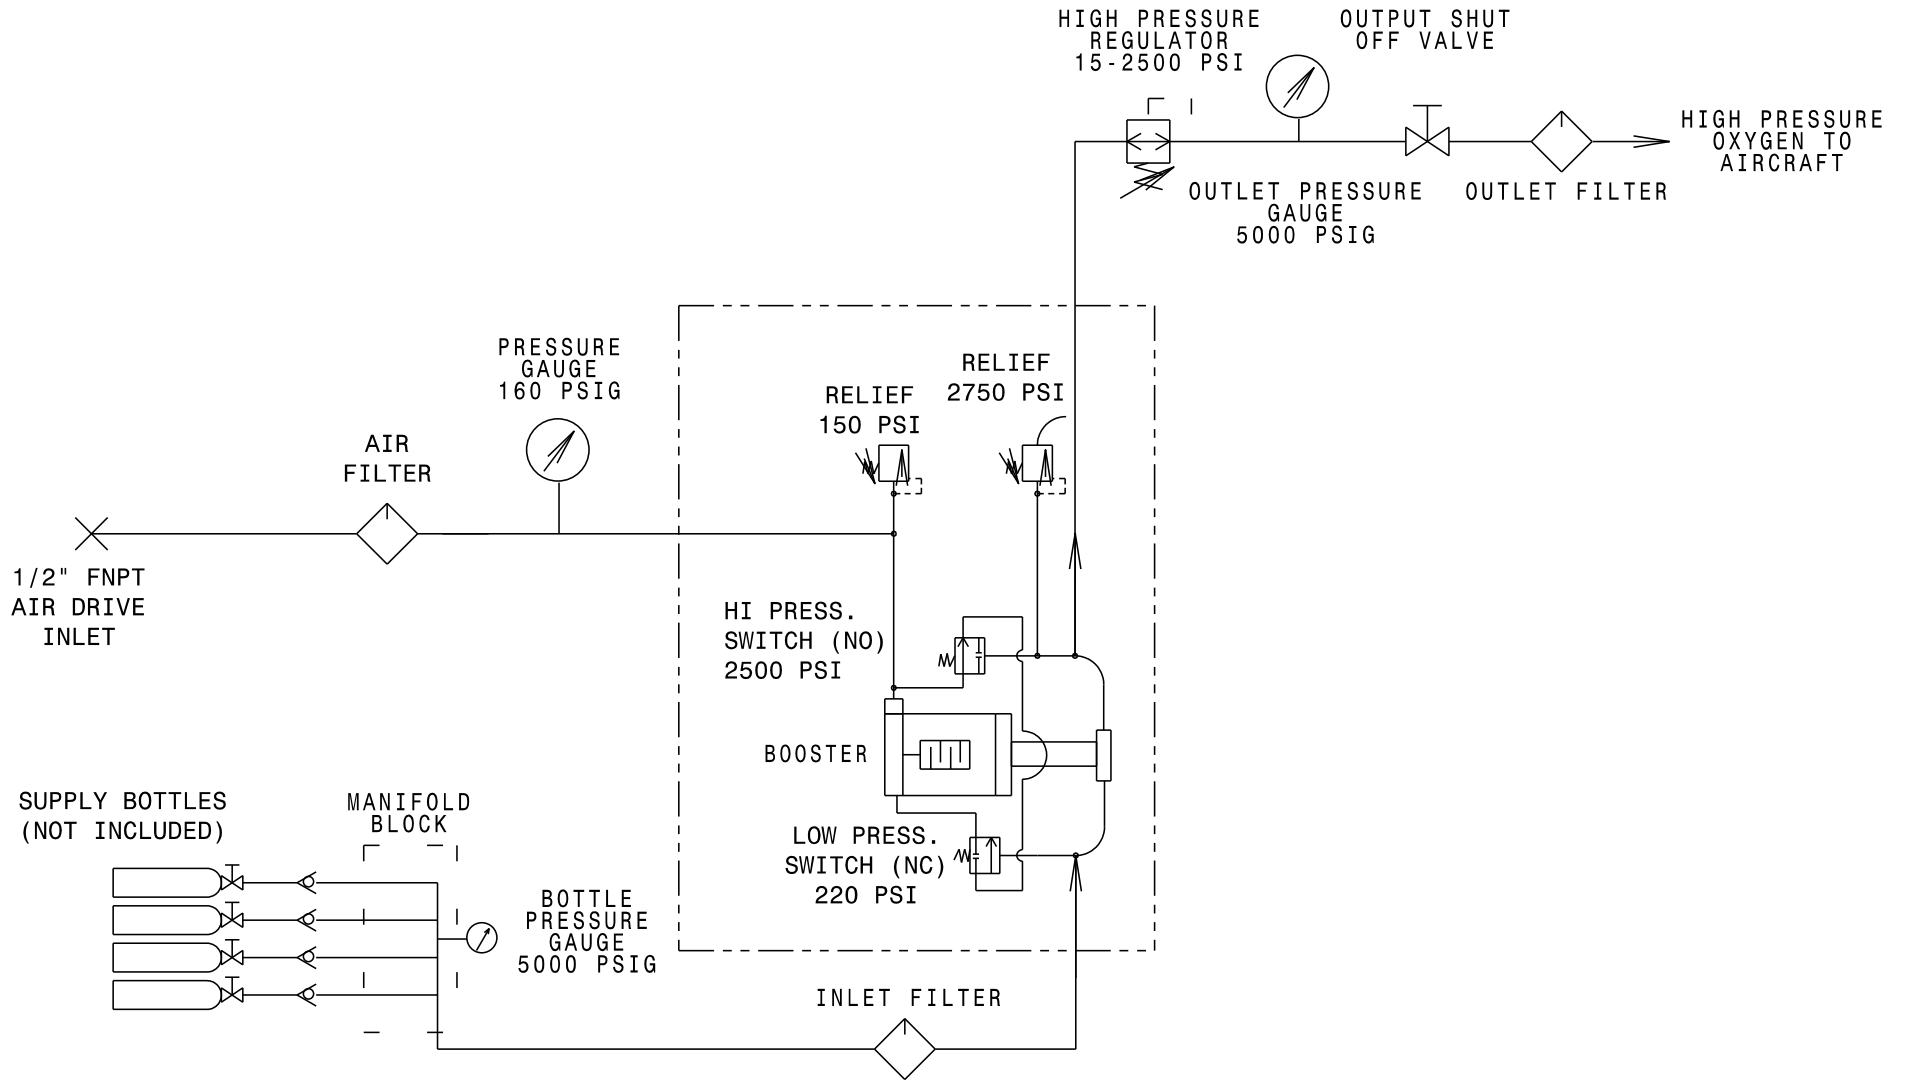 HIGH PRESSURE
REGULATOR
15-2500 PSI
OUTPUT SHUT
OFF VALVE
HIGH PRESSURE
OXYGEN TO
AIRCRAFT
OUTLET PRESSURE
GAUGE
5000 PSIG
OUTLET FILTER
PRESSURE
GAUGE
160 PSIG
RELIEF
150 PSI
RELIEF
2750 PSI
AIR
FILTER
1/2" FNPT
AIR DRIVE
INLET
HI PRESS.
SWITCH (NO)
2500 PSI
BOOSTER
SUPPLY BOTTLES
(NOT INCLUDED)
MANIFOLD
BLOCK
LOW PRESS.
SWITCH (NC)
220 PSI
BOTTLE
PRESSURE
GAUGE
5000 PSIG
INLET FILTER